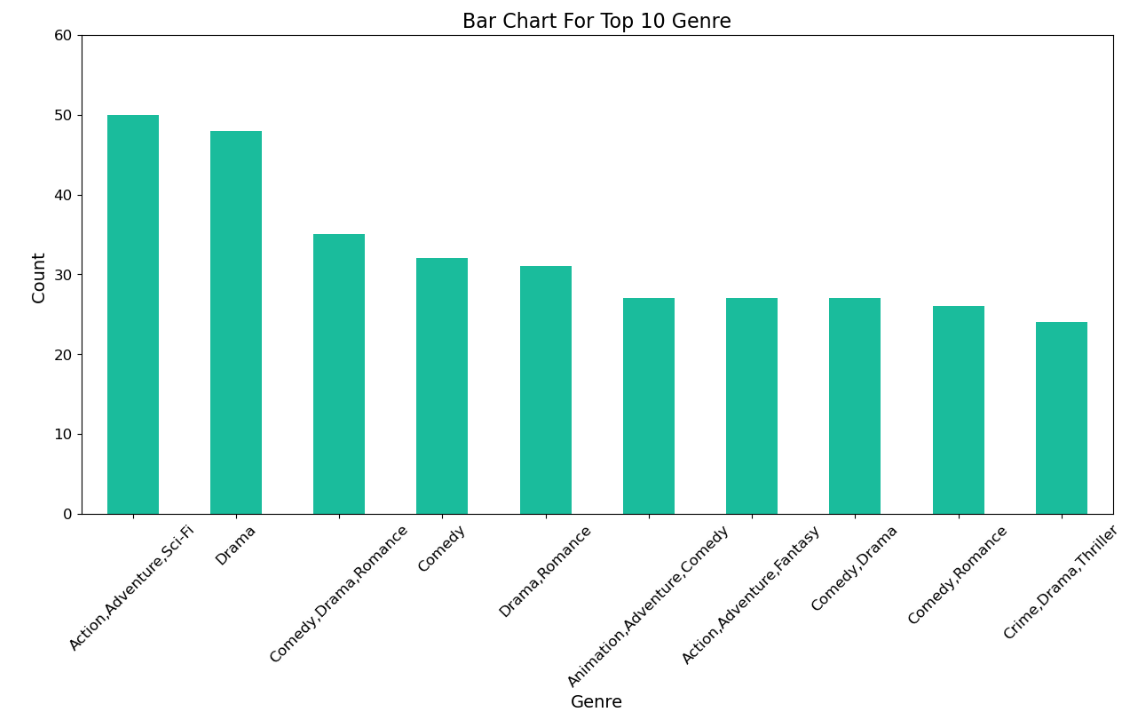 Bar Chart For Top 10 Genre
60
50
40
30
20
10
0
Count
Action,Adventure,Sci-Fi
Drama
Comedy,Drama,Romance
Comedy
Drama,Romance
Animation,Adventure,Comedy
Action,Adventure,Fantasy
Comedy,Drama
Comedy,Romance
Crime,Drama,Thriller
Genre